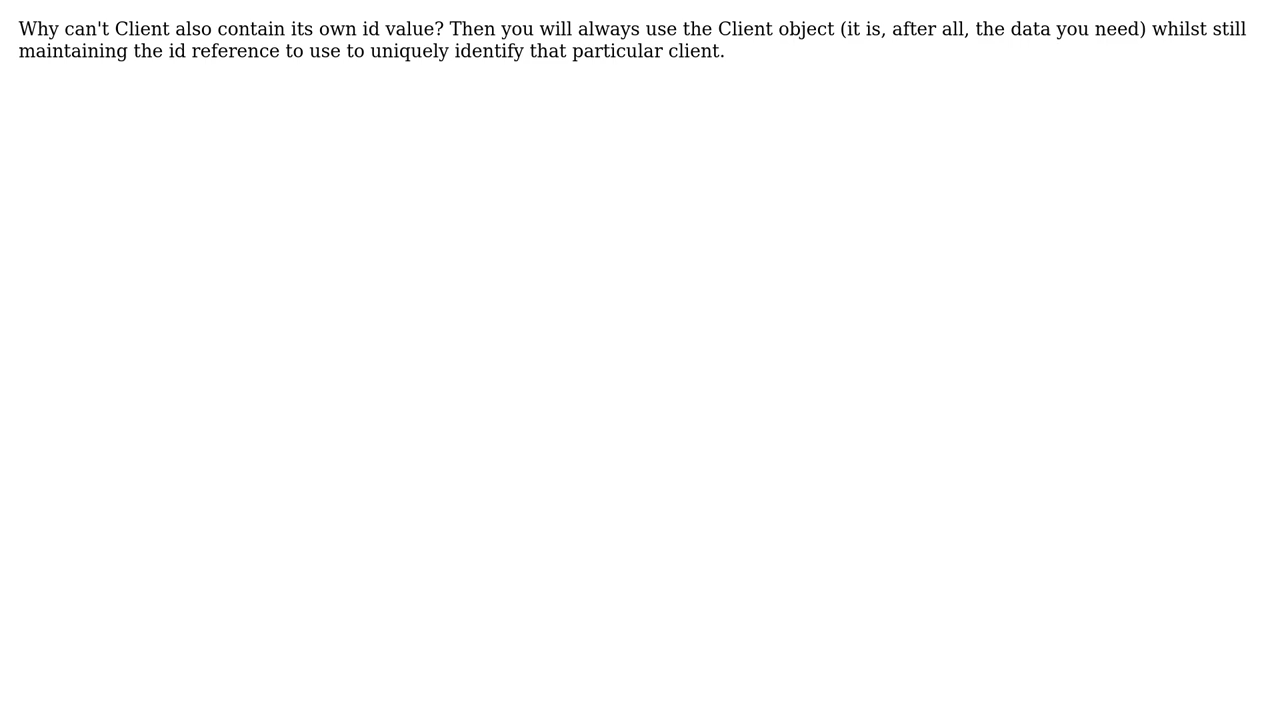 Why can't Client also contain its own id value? Then you will always use the Client object (it is, after all, the data you need) whilst still
maintaining the id reference to use to uniquely identify that particular client.